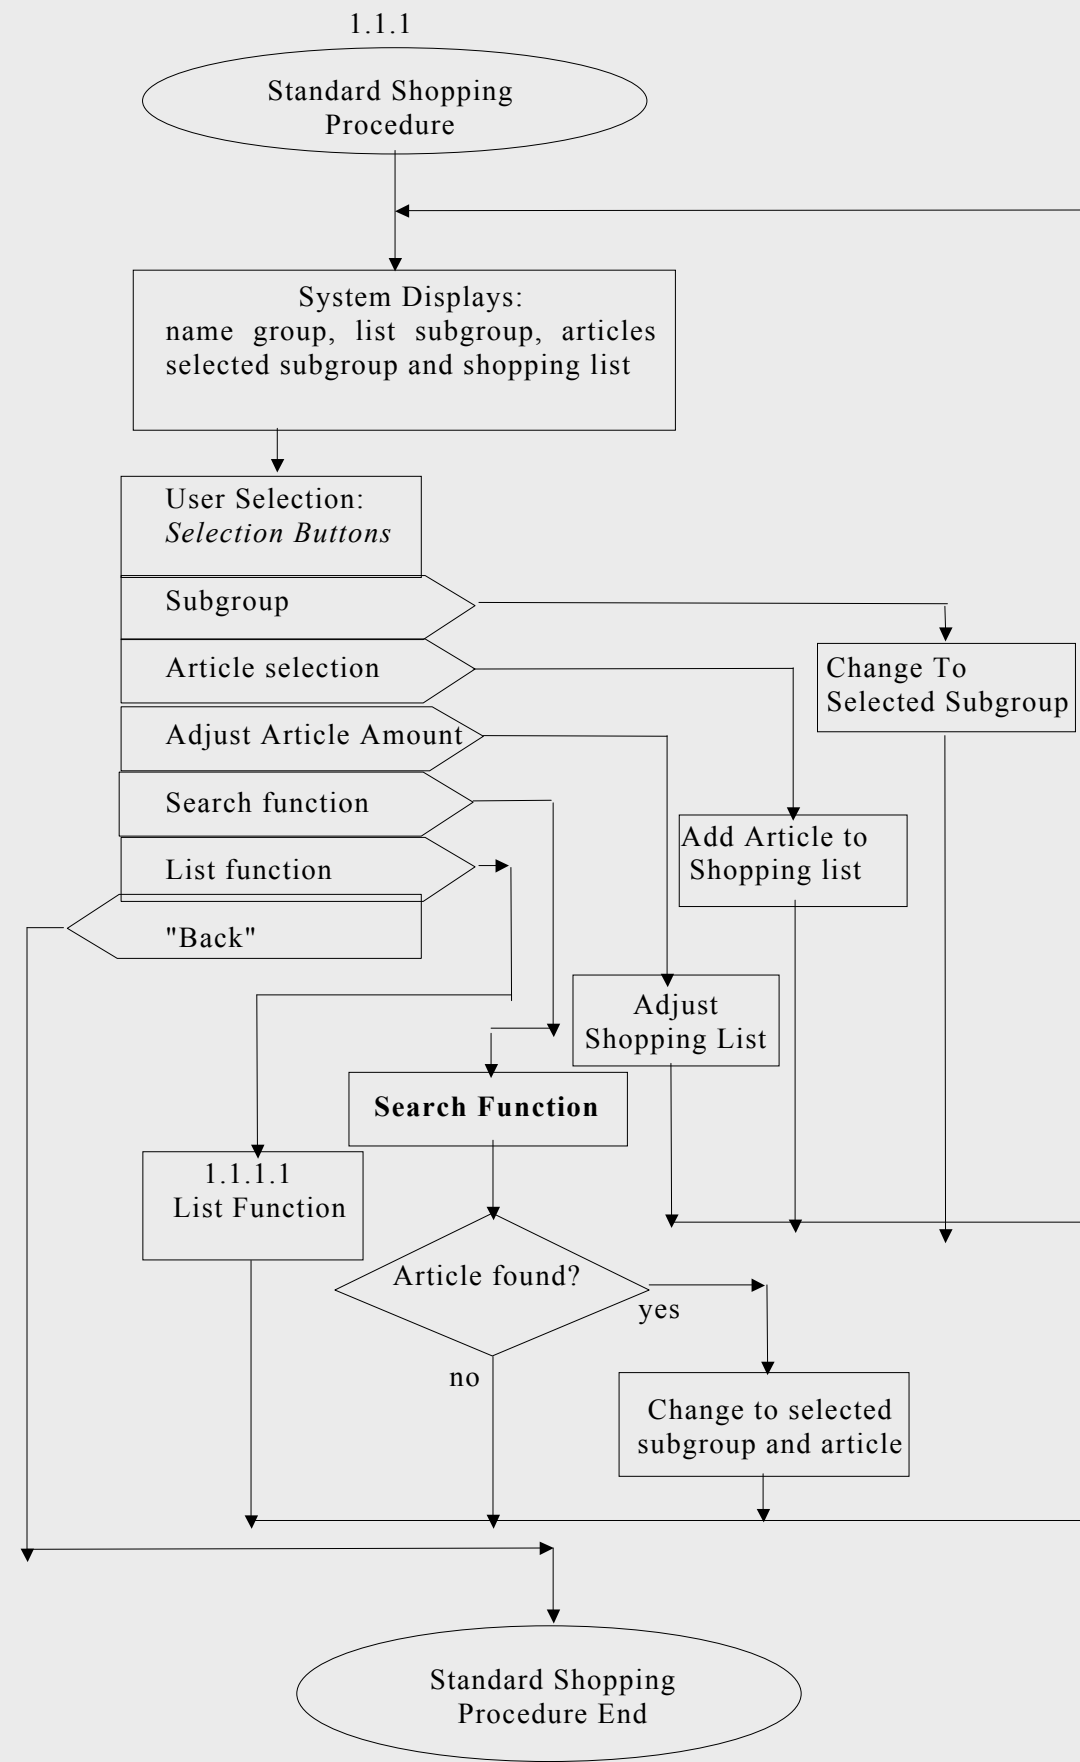 1.1.1
Standard Shopping
Procedure
System Displays:
name group, list subgroup, articles
selected subgroup and shopping list
User Selection:
Selection Buttons
Subgroup
Article selection
Adjust Article Amount
Search function
List function
"Back"
Change To
Selected Subgroup
Add Article to
Shopping list
Adjust
Shopping List
Search Function
1.1.1.1
List Function
Article found?
yes
no
Change to selected
subgroup and article
Standard Shopping
Procedure End